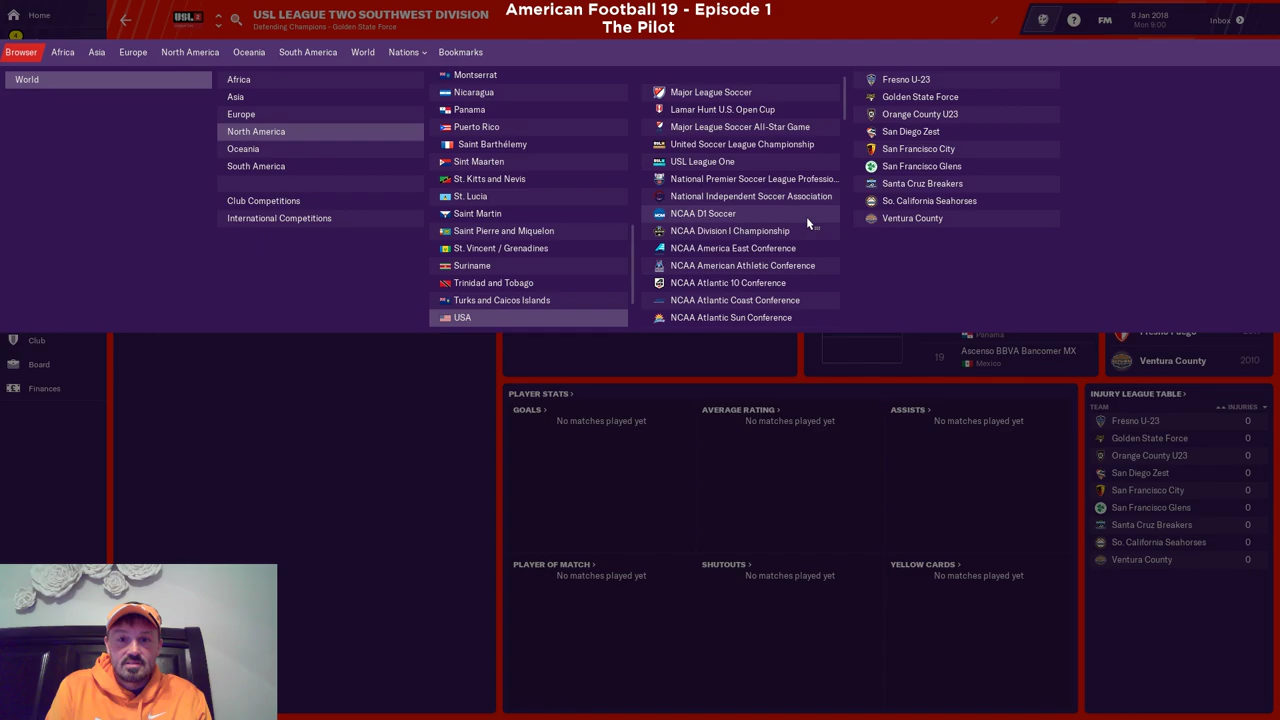 American Football 19 - Episode 1
The Pilot
Home
4
USL 2
USL LEAGUE TWO SOUTHWEST DIVISION
Defending Champions - Golden State Force
FM
8 Jan 2018
Mon 9:00
Inbox
Browser
Africa
Asia
Europe
North America
Oceania
South America
World
Nations
Bookmarks
World
Africa
Asia
Europe
North America
Oceania
South America
Club Competitions
International Competitions
Montserrat
Nicaragua
Panama
Puerto Rico
Saint Barthélemy
Sint Maarten
St. Kitts and Nevis
St. Lucia
Saint Martin
Saint Pierre and Miquelon
St. Vincent / Grenadines
Suriname
Trinidad and Tobago
Turks and Caicos Islands
USA
Major League Soccer
Lamar Hunt U.S. Open Cup
Major League Soccer All-Star Game
United Soccer League Championship
USL League One
National Premier Soccer League Professio...
National Independent Soccer Association
NCAA D1 Soccer
NCAA Division I Championship
NCAA America East Conference
NCAA American Athletic Conference
NCAA Atlantic 10 Conference
NCAA Atlantic Coast Conference
NCAA Atlantic Sun Conference
Fresno U-23
Golden State Force
Orange County U23
San Diego Zest
San Francisco City
San Francisco Glens
Santa Cruz Breakers
So. California Seahorses
Ventura County
Club
Board
Finances
Panama
19
Ascenso BBVA Bancomer MX
Mexico
Fresno Fuego
Ventura County
2010
PLAYER STATS
GOALS
No matches played yet
AVERAGE RATING
No matches played yet
ASSISTS
No matches played yet
PLAYER OF MATCH
No matches played yet
SHUTOUTS
No matches played yet
YELLOW CARDS
No matches played yet
INJURY LEAGUE TABLE
TEAM
INJURIES
Fresno U-23 0
Golden State Force 0
Orange County U23 0
San Diego Zest 0
San Francisco City 0
San Francisco Glens 0
Santa Cruz Breakers 0
So. California Seahorses 0
Ventura County 0